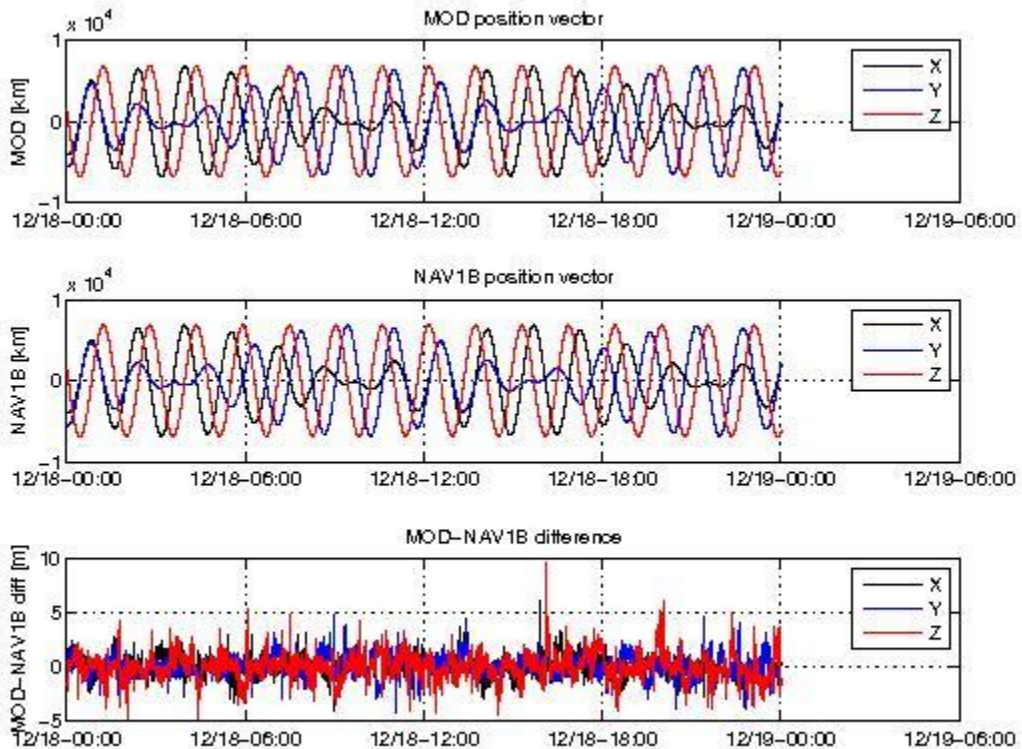 MOD position vector
x 10^4
1
0
-1
MOD [km]
X
Y
Z
12/18-00:00 12/18-06:00 12/18-12:00 12/18-18:00 12/19-00:00 12/19-06:00
NAV1B position vector
x 10^4
1
0
-1
NAV1B [km]
X
Y
Z
12/18-00:00 12/18-06:00 12/18-12:00 12/18-18:00 12/19-00:00 12/19-06:00
MOD-NAV1B difference
10
5
0
-5
MOD-NAV1B diff [m]
X
Y
Z
12/18-00:00 12/18-06:00 12/18-12:00 12/18-18:00 12/19-00:00 12/19-06:00